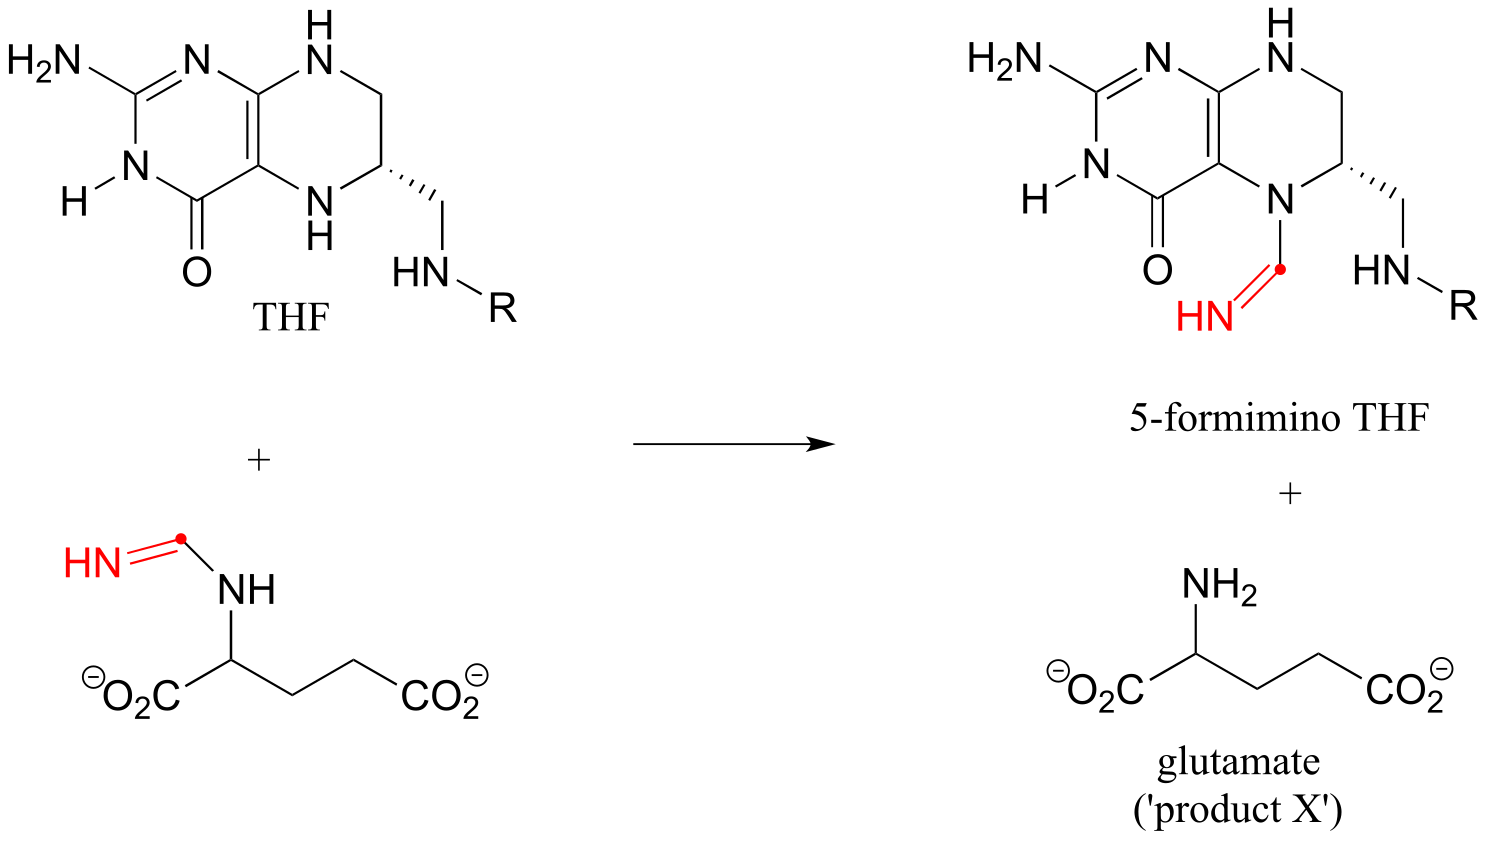 H
H₂N N N
N
H N
H
O
HN
R
THF
+
HN
NH
⊖O₂C CO₂⊖
H
H₂N N N
N
H N
O
HN
HN
R
5-formimino THF
+
NH₂
⊖O₂C CO₂⊖
glutamate
('product X')